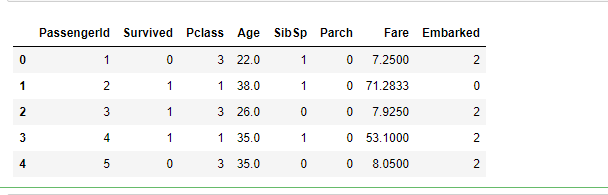 PassengerId Survived Pclass Age SibSp Parch Fare Embarked
0 1 0 3 22.0 1 0 7.2500 2
1 2 1 1 38.0 1 0 71.2833 0
2 3 1 3 26.0 0 0 7.9250 2
3 4 1 1 35.0 1 0 53.1000 2
4 5 0 3 35.0 0 0 8.0500 2